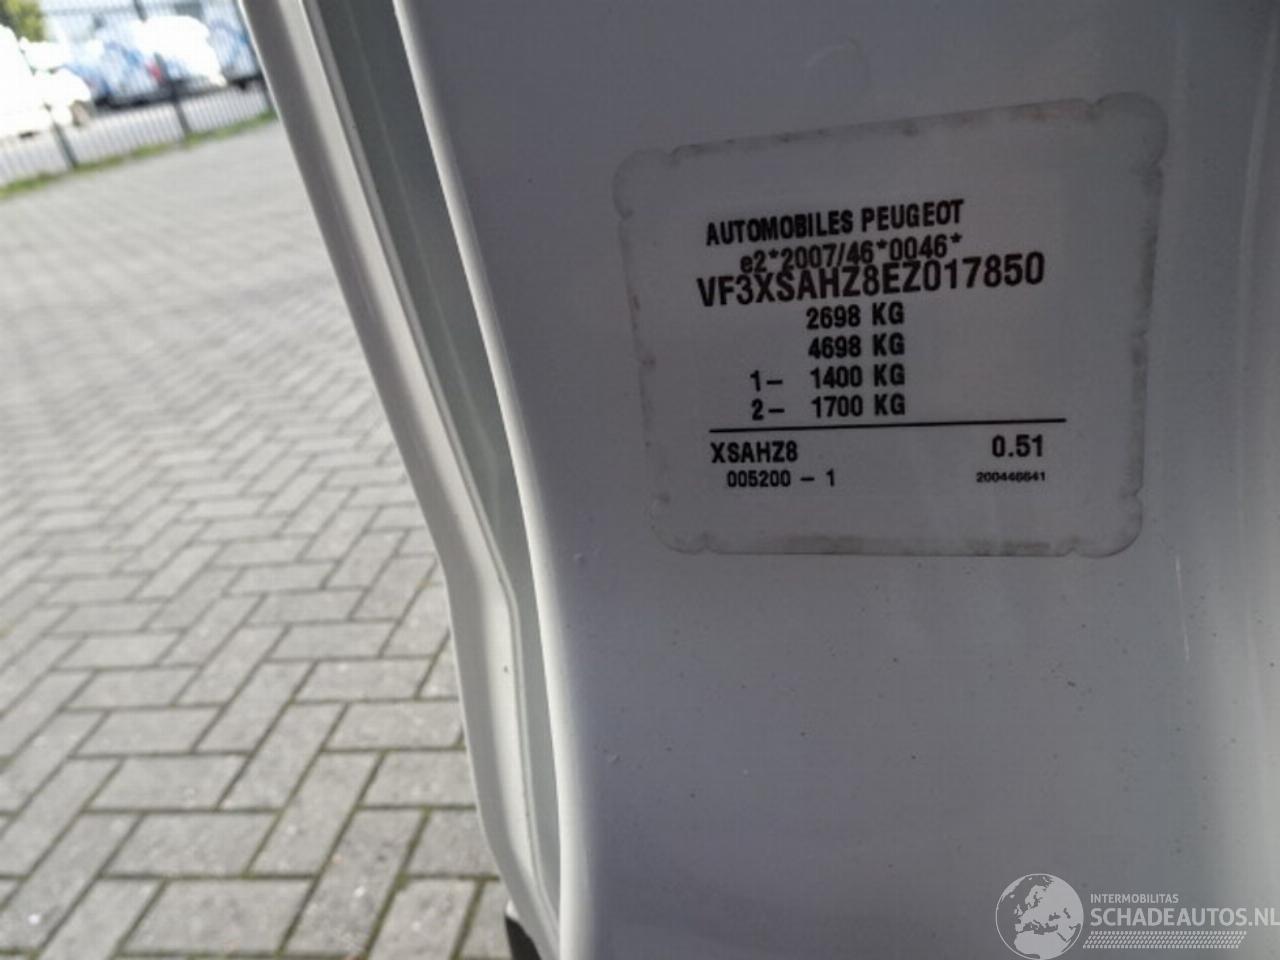 AUTOMOBILES PEUGEOT
e2*2007/46*0046*
VF3XSAHZ8EZ017850
2698 KG
4698 KG
1- 1400 KG
2- 1700 KG
XSAHZ8 0.51
005200 - 1 200446641
INTERMOBILITAS
SCHADEAUTOS.NL